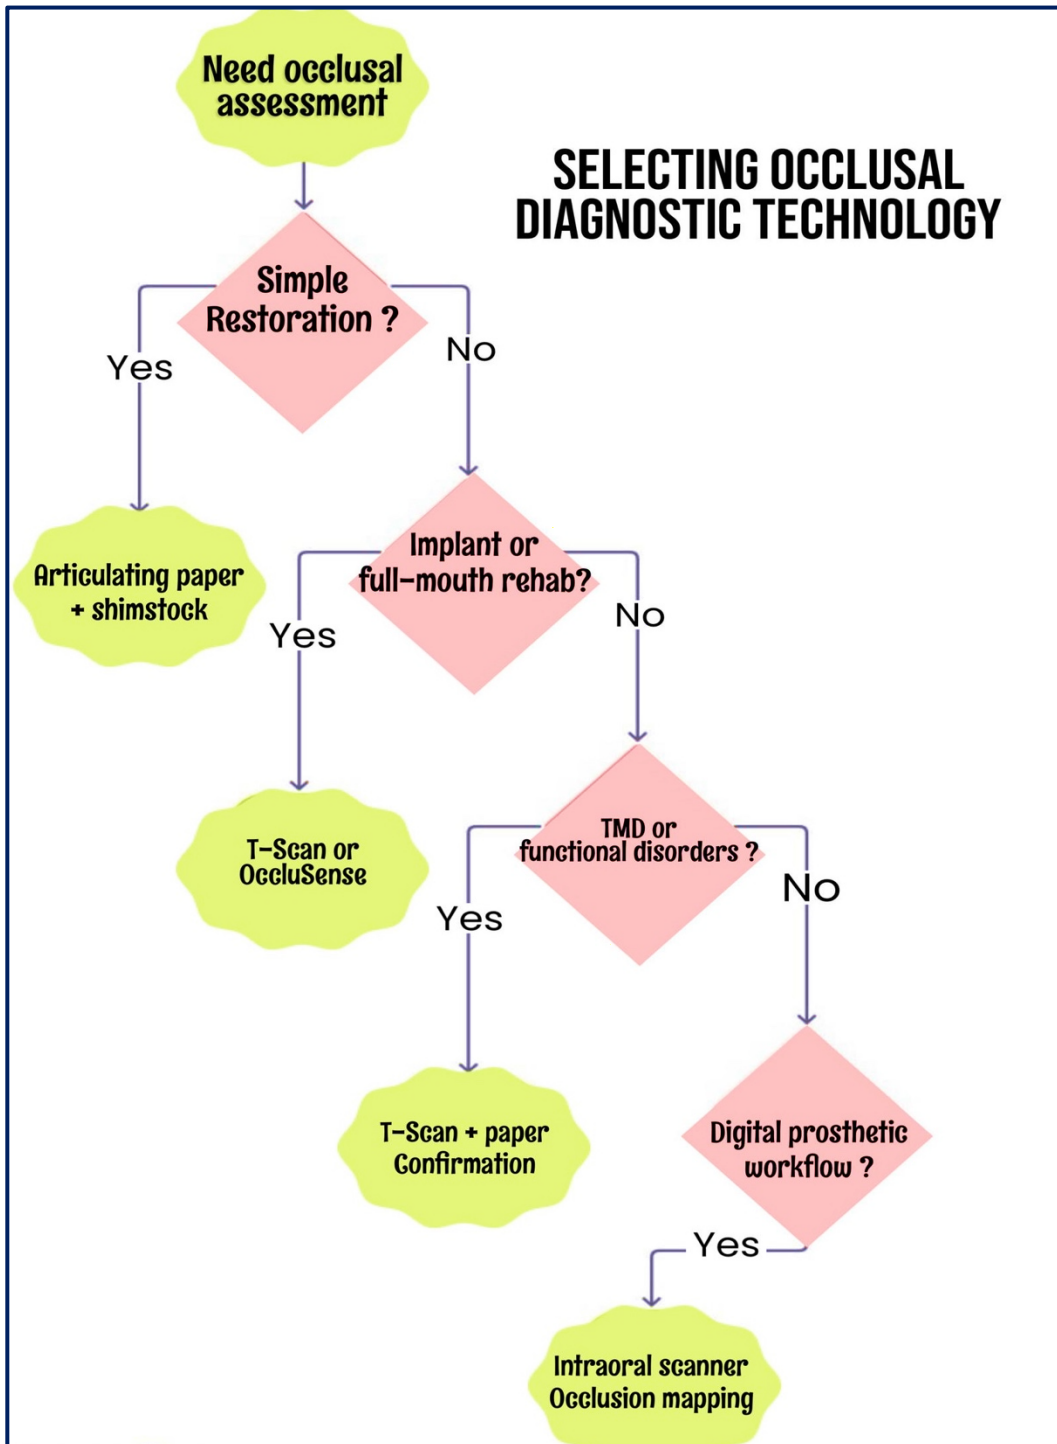 Need occlusal
assessment
SELECTING OCCLUSAL
DIAGNOSTIC TECHNOLOGY
Simple
Restoration ?
Yes
No
Articulating paper
+ shimstock
Implant or
full-mouth rehab?
Yes
No
T-Scan or
OccluSense
TMD or
functional disorders ?
Yes
No
T-Scan + paper
Confirmation
Digital prosthetic
workflow ?
Yes
Intraoral scanner
Occlusion mapping